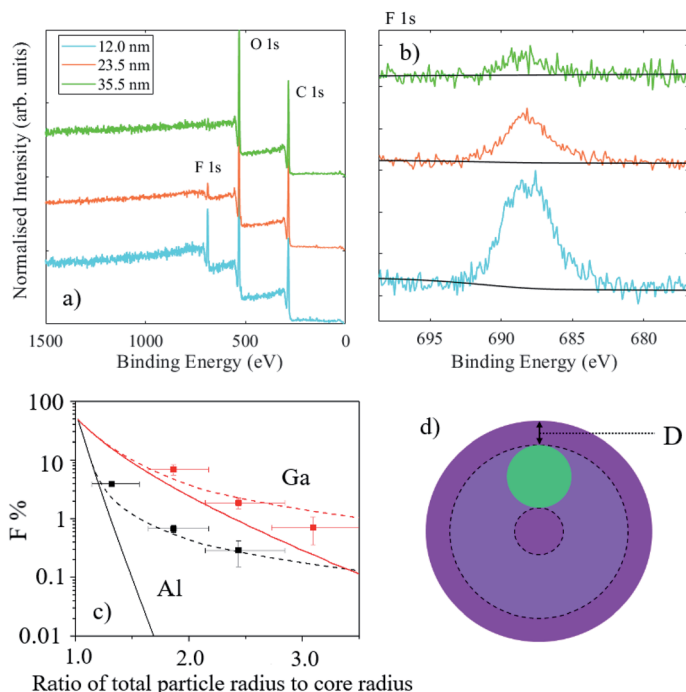 12.0 nm
23.5 nm
35.5 nm
O 1s
C 1s
F 1s
a)
Normalised Intensity (arb. units)
1500
1000
500
0
Binding Energy (eV)
F 1s
b)
695
690
685
680
Binding Energy (eV)
100
10
1
0.1
0.01
F %
Ga
Al
c)
1.0
2.0
3.0
Ratio of total particle radius to core radius
d)
D